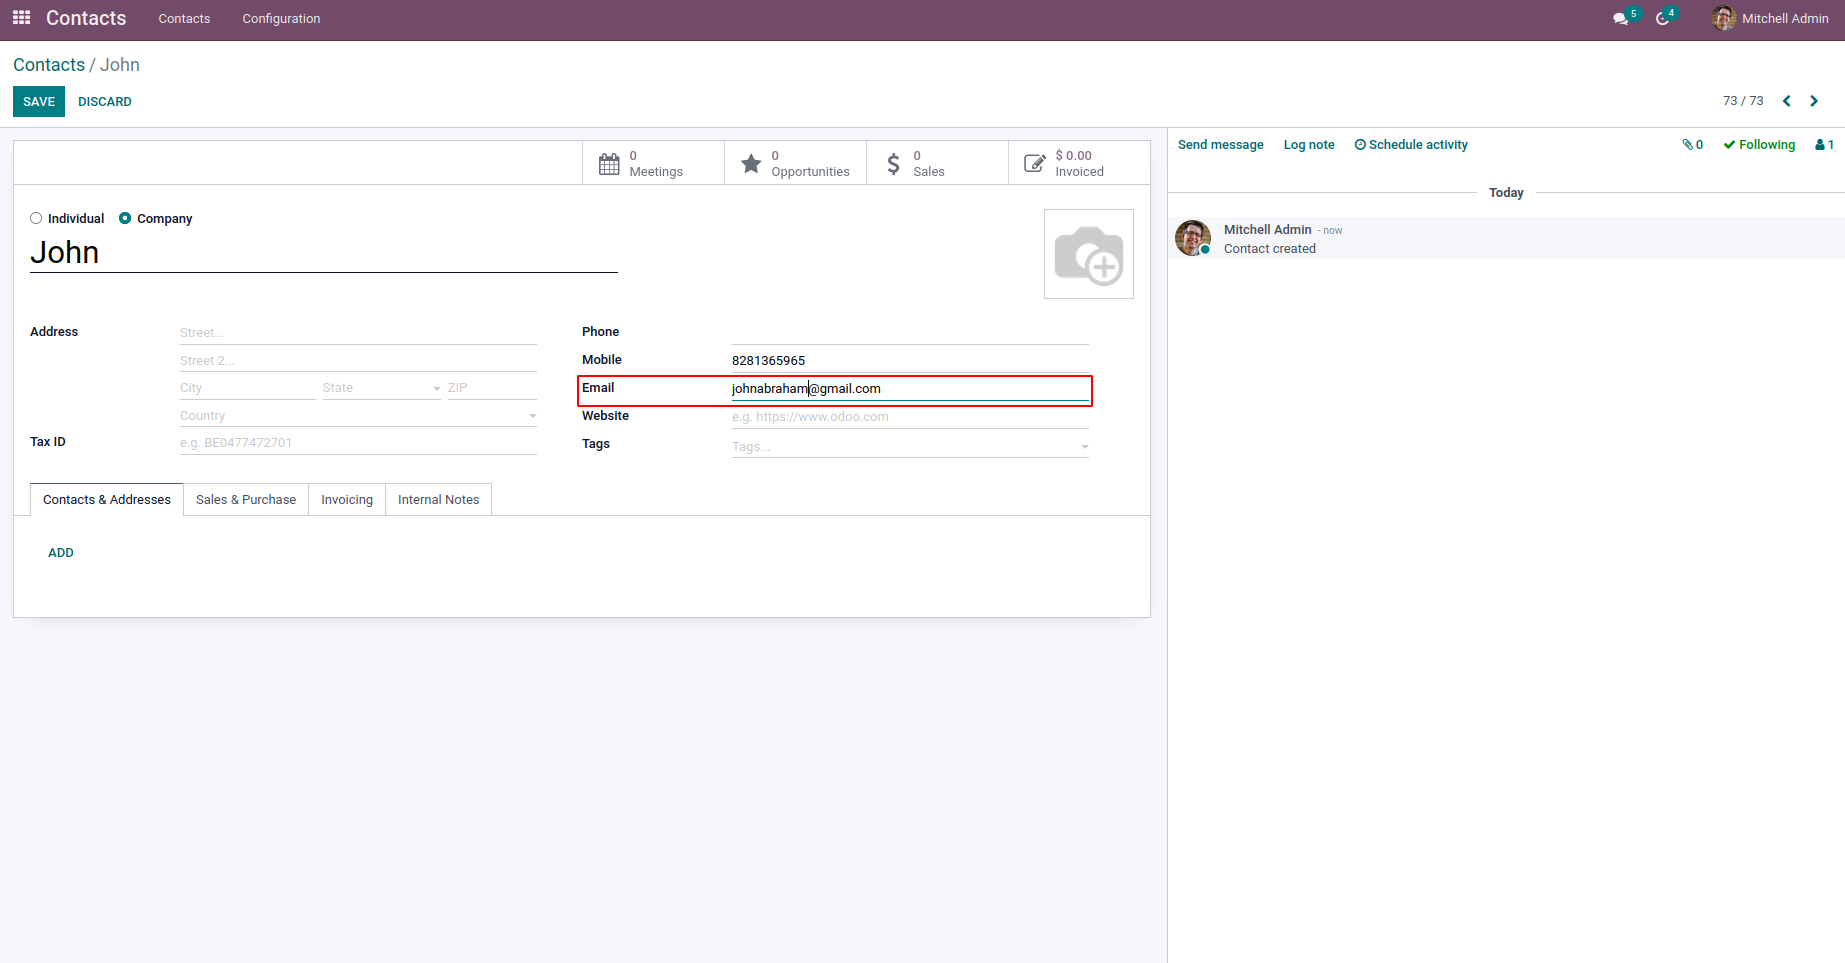 Contacts Contacts Configuration 5 4 Mitchell Admin
Contacts / John
SAVE DISCARD 73 / 73
0 Meetings 0 Opportunities $ 0 Sales $ 0.00 Invoiced
Individual Company
John
Address Street...
Street 2...
City State ZIP
Country
Tax ID e.g. BE0477472701
Phone
Mobile 8281365965
Email johnabraham@gmail.com
Website e.g. https://www.odoo.com
Tags Tags...
Contacts & Addresses Sales & Purchase Invoicing Internal Notes
ADD
Send message Log note Schedule activity 0 Following 1
Today
Mitchell Admin - now
Contact created